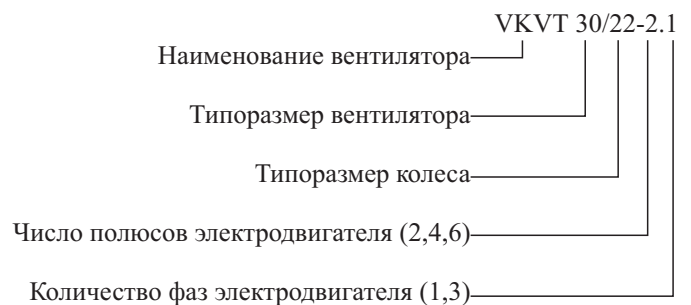 VKVT 30/22-2.1
Наименование вентилятора
Типоразмер вентилятора
Типоразмер колеса
Число полюсов электродвигателя (2,4,6)
Количество фаз электродвигателя (1,3)